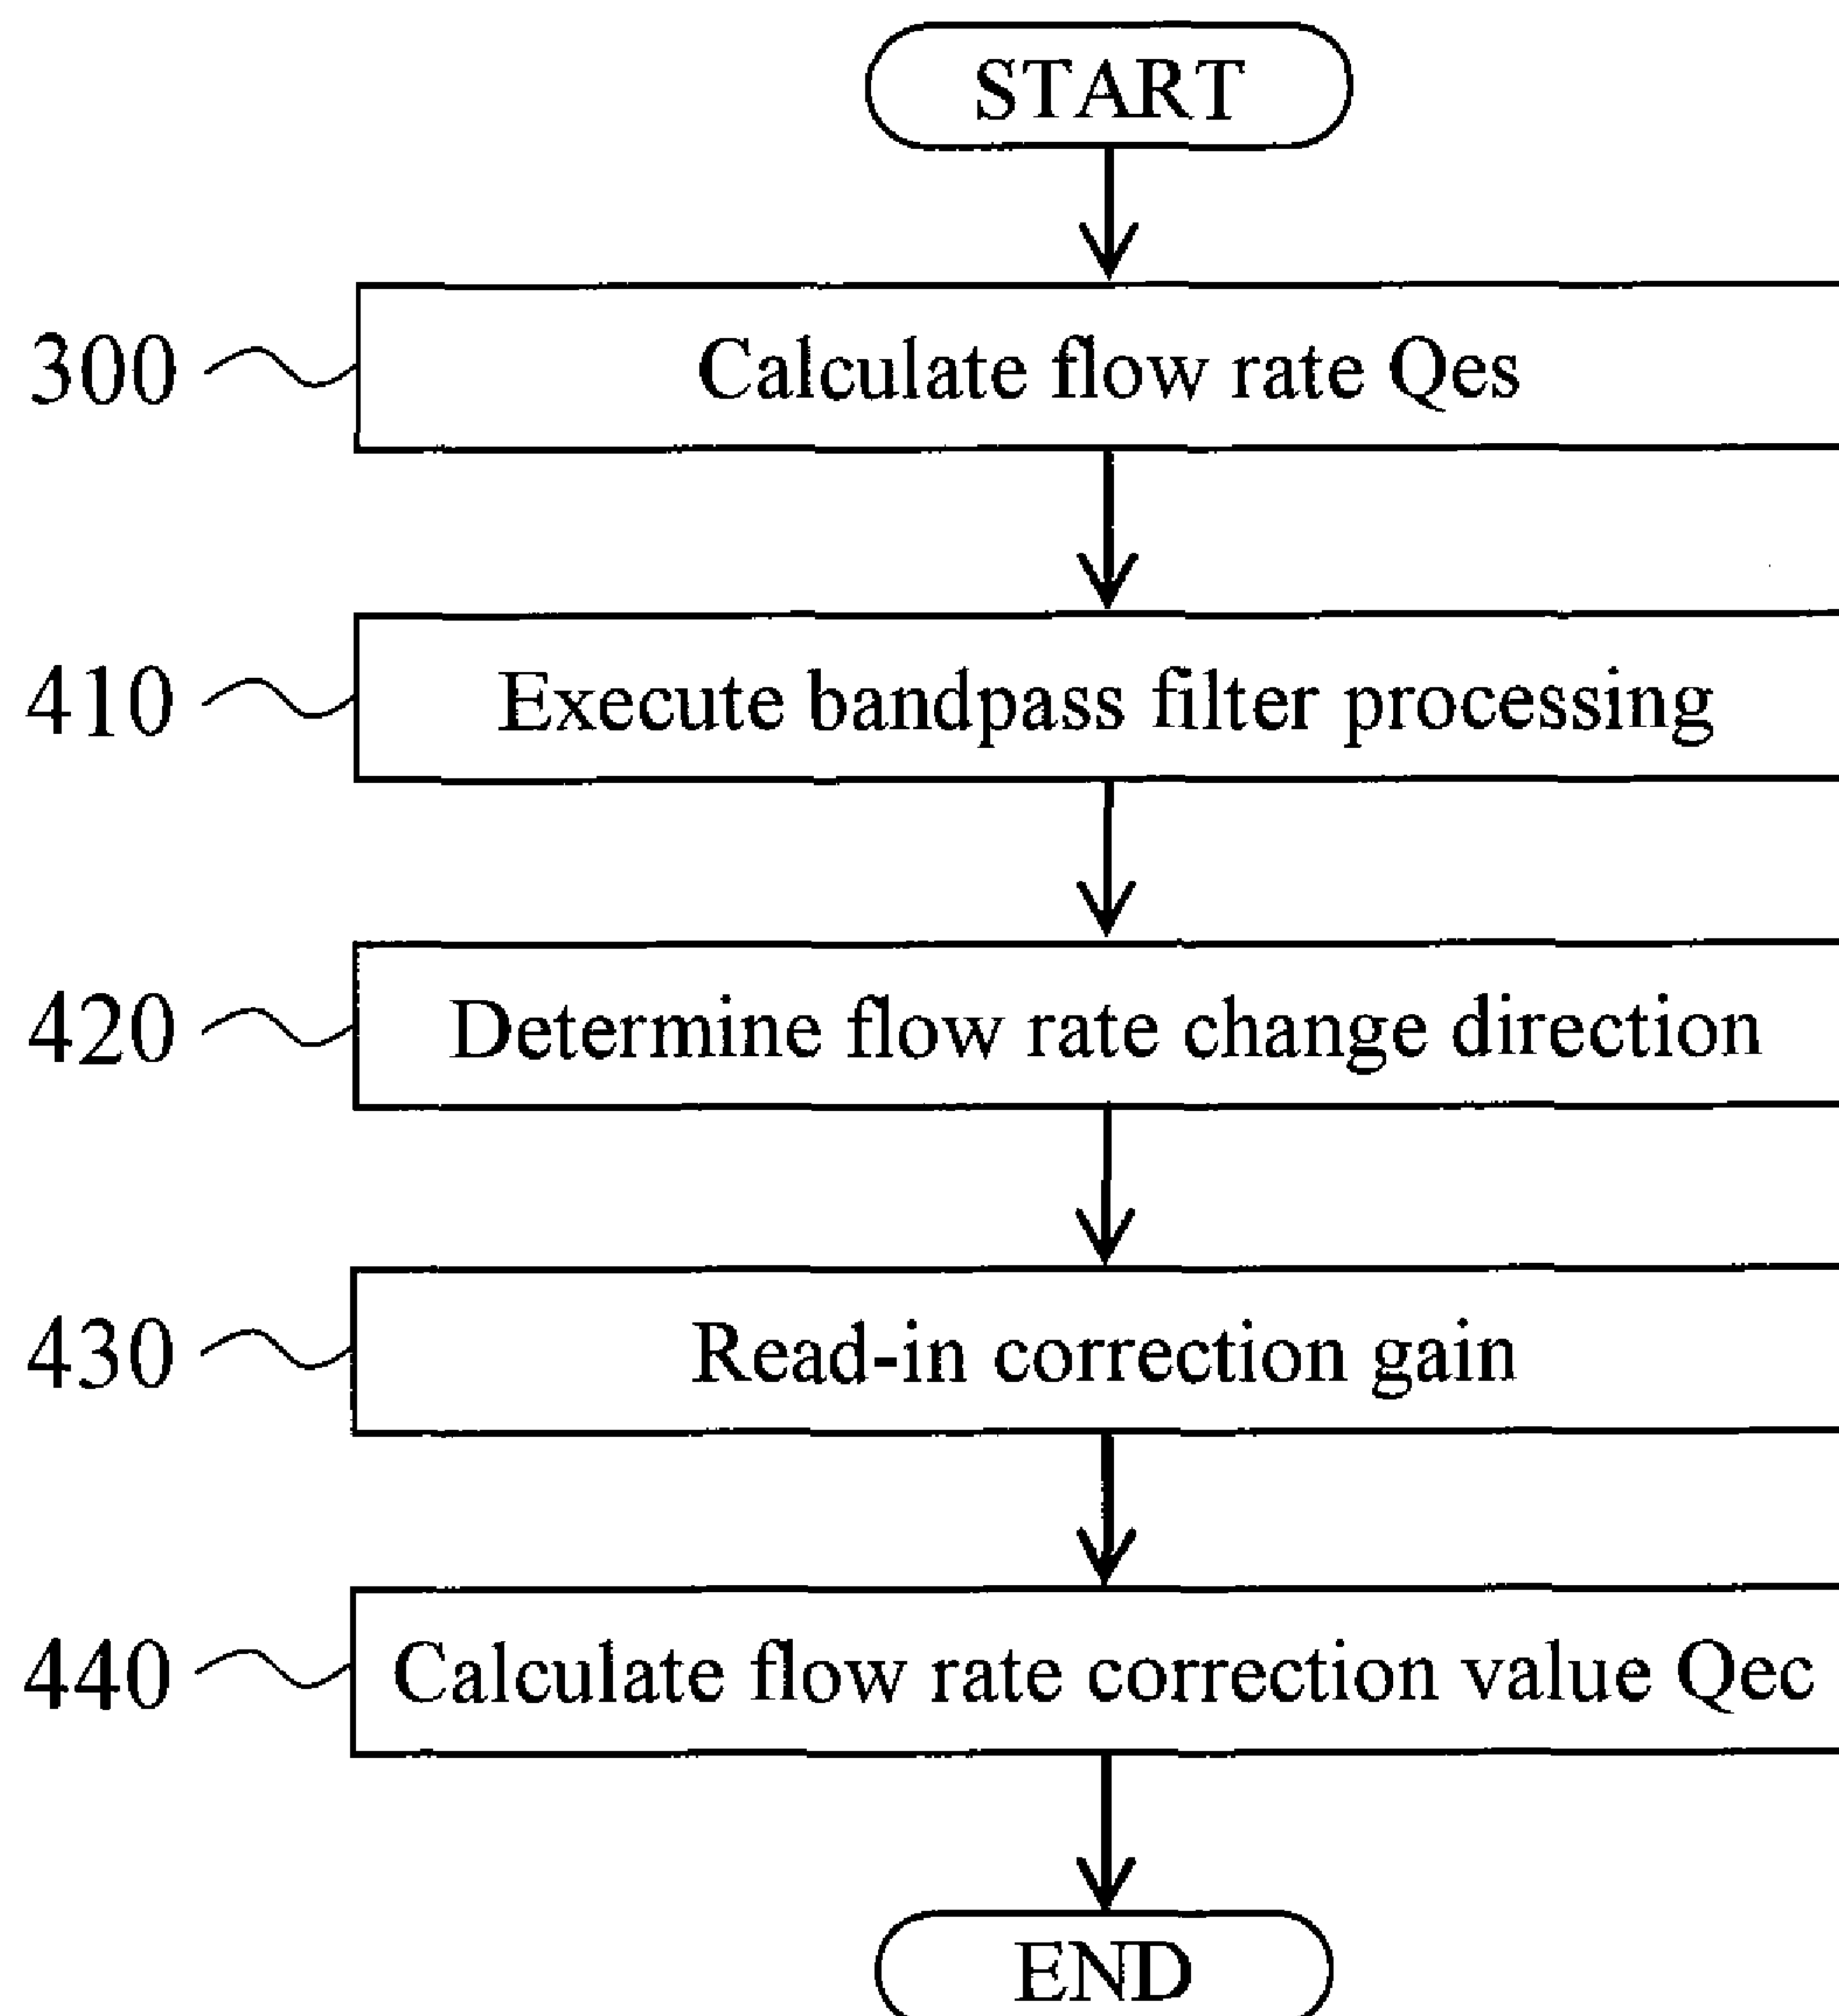 START
300 Calculate flow rate Qes
410 Execute bandpass filter processing
420 Determine flow rate change direction
430 Read-in correction gain
440 Calculate flow rate correction value Qec
END